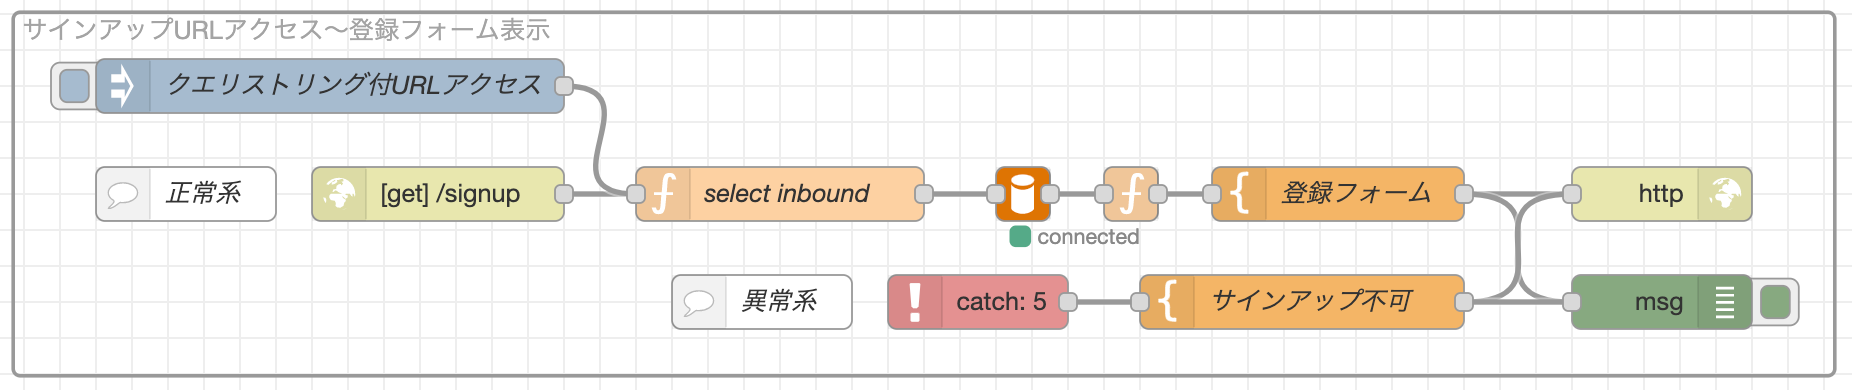 サインアップURLアクセス〜登録フォーム表示
クエリストリング付URLアクセス
正常系
[get] /signup
select inbound
登録フォーム
http
connected
異常系
catch: 5
サインアップ不可
msg